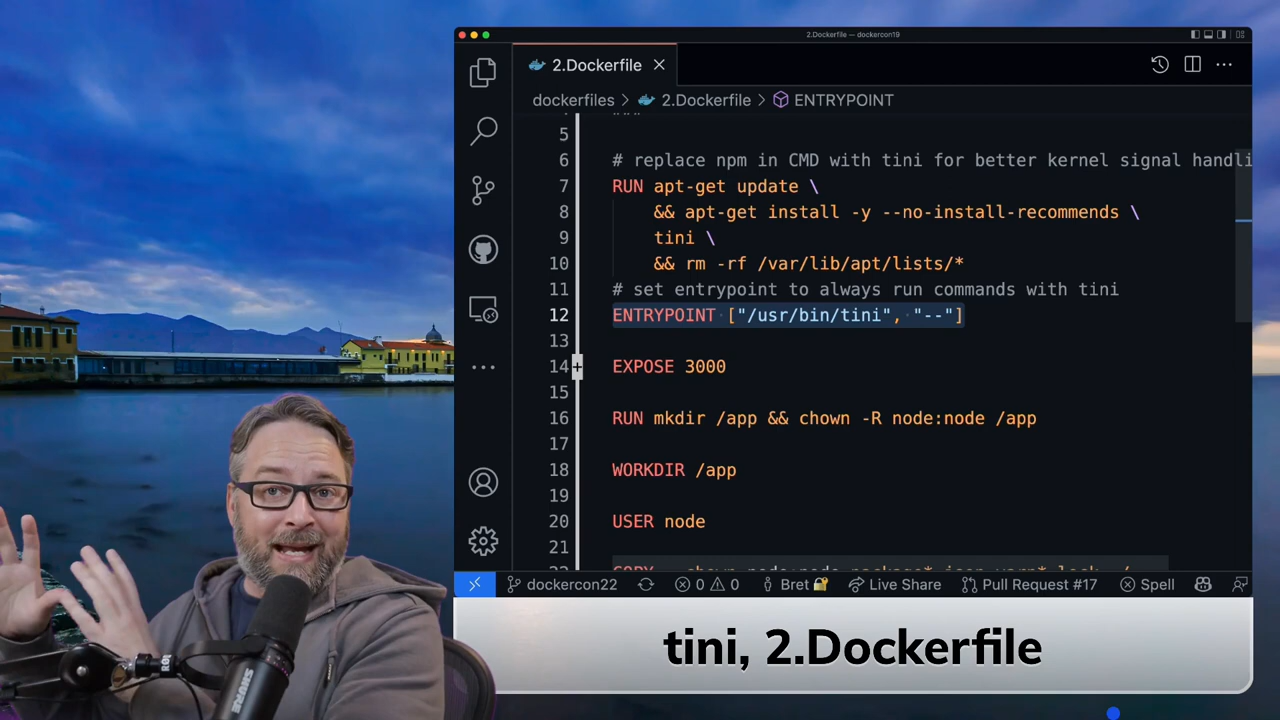 2.Dockerfile — dockercon19
2.Dockerfile
dockerfiles > 2.Dockerfile > ENTRYPOINT
5
6 # replace npm in CMD with tini for better kernel signal handli
7 RUN apt-get update \
8 && apt-get install -y --no-install-recommends \
9 tini \
10 && rm -rf /var/lib/apt/lists/*
11 # set entrypoint to always run commands with tini
12 ENTRYPOINT ["/usr/bin/tini", "--"]
13
14 EXPOSE 3000
15
16 RUN mkdir /app && chown -R node:node /app
17
18 WORKDIR /app
19
20 USER node
21
dockercon22 0 0 Bret Live Share Pull Request #17 Spell
tini, 2.Dockerfile
SHURE